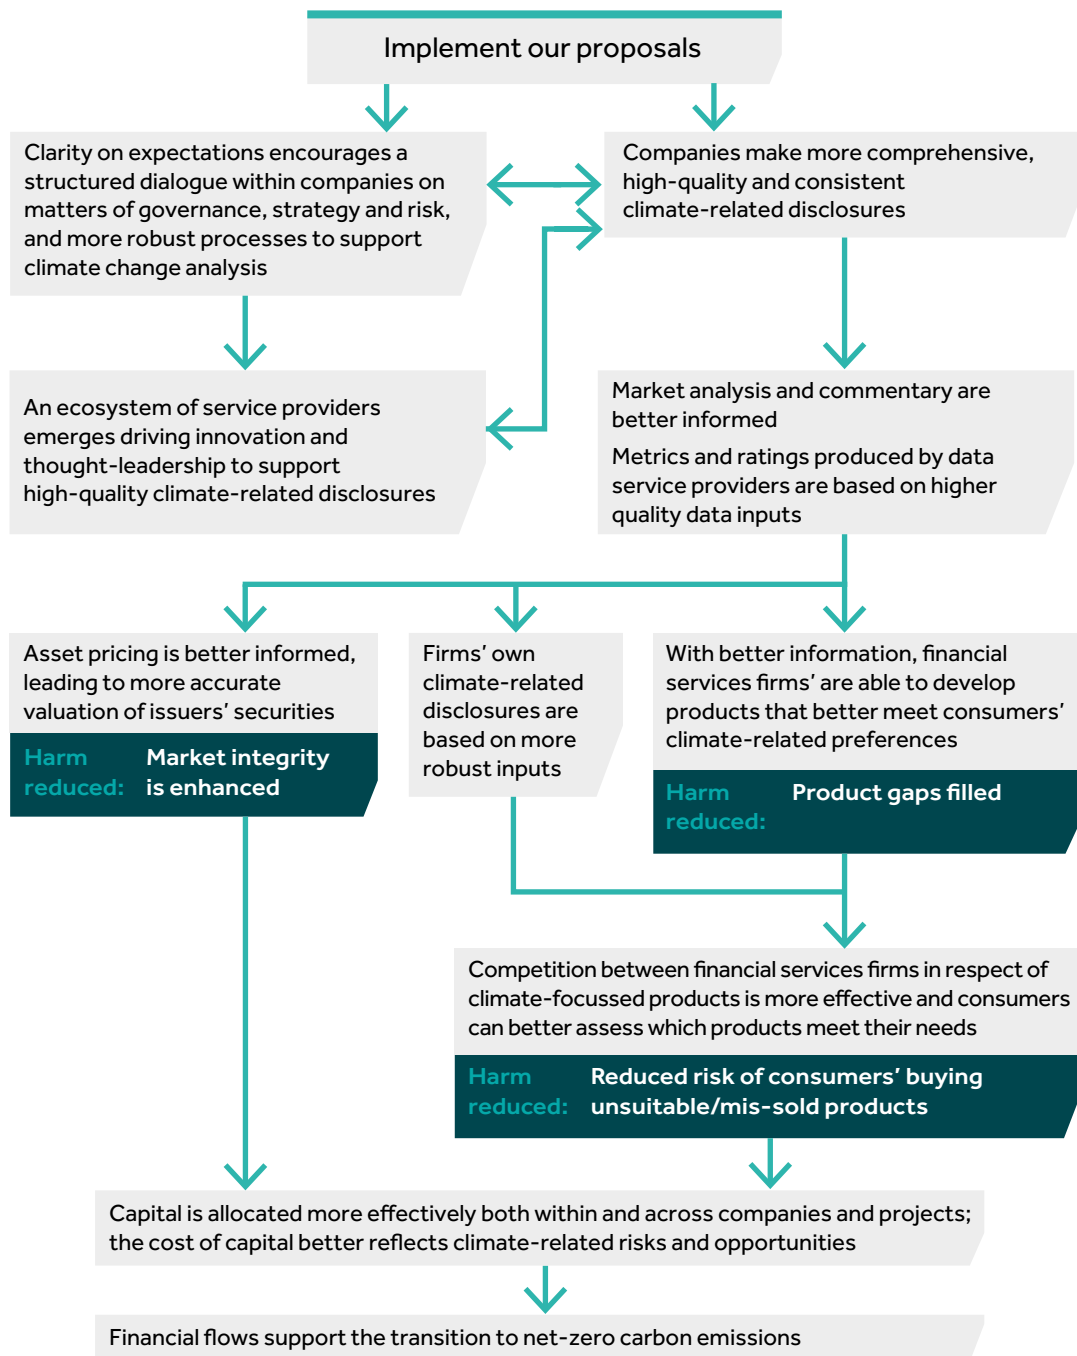 Implement our proposals
Clarity on expectations encourages a
structured dialogue within companies on
matters of governance, strategy and risk,
and more robust processes to support
climate change analysis
Companies make more comprehensive,
high-quality and consistent
climate-related disclosures
An ecosystem of service providers
emerges driving innovation and
thought-leadership to support
high-quality climate-related disclosures
Market analysis and commentary are
better informed
Metrics and ratings produced by data
service providers are based on higher
quality data inputs
Asset pricing is better informed,
leading to more accurate
valuation of issuers’ securities
Harm
reduced:
Market integrity
is enhanced
Firms’ own
climate-related
disclosures are
based on more
robust inputs
With better information, financial
services firms’ are able to develop
products that better meet consumers’
climate-related preferences
Harm
reduced:
Product gaps filled
Competition between financial services firms in respect of
climate-focussed products is more effective and consumers
can better assess which products meet their needs
Harm
reduced:
Reduced risk of consumers’ buying
unsuitable/mis-sold products
Capital is allocated more effectively both within and across companies and projects;
the cost of capital better reflects climate-related risks and opportunities
Financial flows support the transition to net-zero carbon emissions